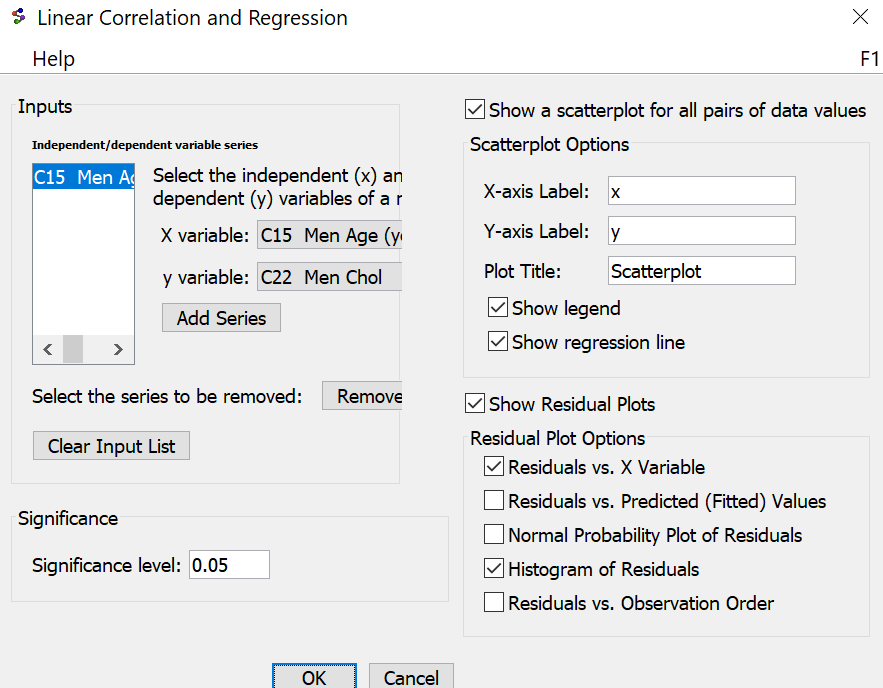 Linear Correlation and Regression
Help F1
Inputs
Independent/dependent variable series
C15 Men Ag
Select the independent (x) an
dependent (y) variables of a r
X variable: C15 Men Age (ye
y variable: C22 Men Chol
Add Series
Select the series to be removed: Remove
Clear Input List
Significance
Significance level: 0.05
Show a scatterplot for all pairs of data values
Scatterplot Options
X-axis Label: x
Y-axis Label: y
Plot Title: Scatterplot
Show legend
Show regression line
Show Residual Plots
Residual Plot Options
Residuals vs. X Variable
Residuals vs. Predicted (Fitted) Values
Normal Probability Plot of Residuals
Histogram of Residuals
Residuals vs. Observation Order
OK Cancel